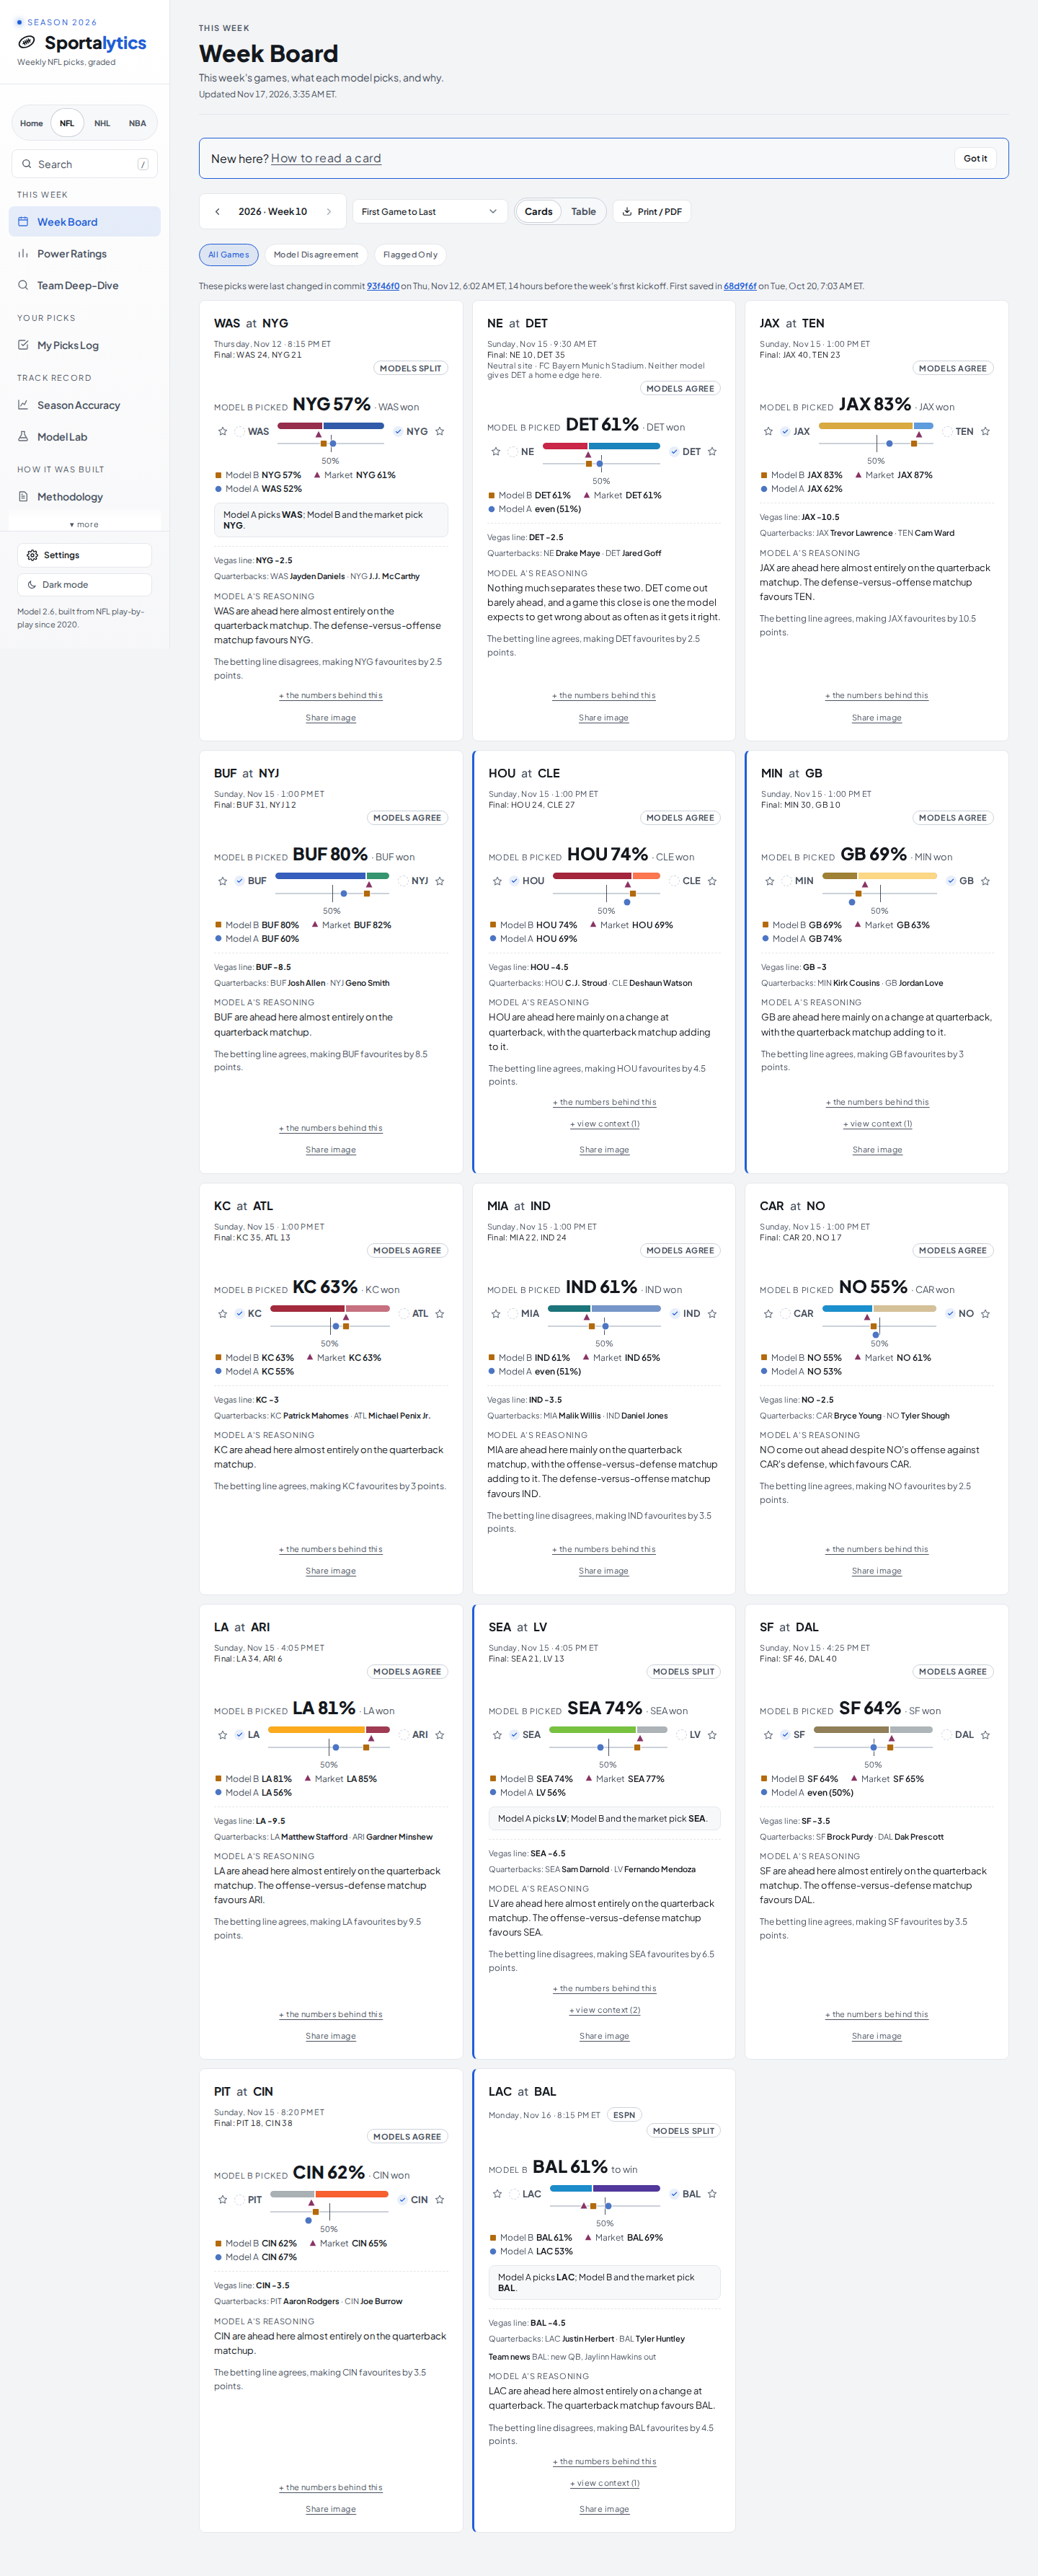 SEASON 2026
Sportalytics
Weekly NFL picks, graded
Home NFL NHL NBA
Search /
THIS WEEK
Week Board
Power Ratings
Team Deep-Dive
YOUR PICKS
My Picks Log
TRACK RECORD
Season Accuracy
Model Lab
HOW IT WAS BUILT
Methodology
▾ more
Settings
Dark mode
Model 2.6, built from NFL play-by-
play since 2020.
THIS WEEK
Week Board
This week's games, what each model picks, and why.
Updated Nov 17, 2026, 3:35 AM ET.
New here? How to read a card
Got it
2026 · Week 10
First Game to Last
Cards Table
Print / PDF
All Games Model Disagreement Flagged Only
These picks were last changed in commit 93f46f0 on Thu, Nov 12, 6:02 AM ET, 14 hours before the week's first kickoff. First saved in 68d9f6f on Tue, Oct 20, 7:03 AM ET.
WAS at NYG
Thursday, Nov 12 · 8:15 PM ET
Final: WAS 24, NYG 21
MODELS SPLIT
MODEL B PICKED NYG 57% · WAS won
WAS NYG
50%
Model B NYG 57% Market NYG 61%
Model A WAS 52%
Model A picks WAS; Model B and the market pick
NYG.
Vegas line: NYG -2.5
Quarterbacks: WAS Jayden Daniels · NYG J.J. McCarthy
MODEL A'S REASONING
WAS are ahead here almost entirely on the
quarterback matchup. The defense-versus-offense
matchup favours NYG.
The betting line disagrees, making NYG favourites by 2.5
points.
+ the numbers behind this
Share image
NE at DET
Sunday, Nov 15 · 9:30 AM ET
Final: NE 10, DET 35
Neutral site · FC Bayern Munich Stadium. Neither model
gives DET a home edge here.
MODELS AGREE
MODEL B PICKED DET 61% · DET won
NE DET
50%
Model B DET 61% Market DET 61%
Model A even (51%)
Vegas line: DET -2.5
Quarterbacks: NE Drake Maye · DET Jared Goff
MODEL A'S REASONING
Nothing much separates these two. DET come out
barely ahead, and a game this close is one the model
expects to get wrong about as often as it gets it right.
The betting line agrees, making DET favourites by 2.5
points.
+ the numbers behind this
Share image
JAX at TEN
Sunday, Nov 15 · 1:00 PM ET
Final: JAX 40, TEN 23
MODELS AGREE
MODEL B PICKED JAX 83% · JAX won
JAX TEN
50%
Model B JAX 83% Market JAX 87%
Model A JAX 62%
Vegas line: JAX -10.5
Quarterbacks: JAX Trevor Lawrence · TEN Cam Ward
MODEL A'S REASONING
JAX are ahead here almost entirely on the quarterback
matchup. The defense-versus-offense matchup
favours TEN.
The betting line agrees, making JAX favourites by 10.5
points.
+ the numbers behind this
Share image
BUF at NYJ
Sunday, Nov 15 · 1:00 PM ET
Final: BUF 31, NYJ 12
MODELS AGREE
MODEL B PICKED BUF 80% · BUF won
BUF NYJ
50%
Model B BUF 80% Market BUF 82%
Model A BUF 60%
Vegas line: BUF -8.5
Quarterbacks: BUF Josh Allen · NYJ Geno Smith
MODEL A'S REASONING
BUF are ahead here almost entirely on the
quarterback matchup.
The betting line agrees, making BUF favourites by 8.5
points.
+ the numbers behind this
Share image
HOU at CLE
Sunday, Nov 15 · 1:00 PM ET
Final: HOU 24, CLE 27
MODELS AGREE
MODEL B PICKED HOU 74% · CLE won
HOU CLE
50%
Model B HOU 74% Market HOU 69%
Model A HOU 69%
Vegas line: HOU -4.5
Quarterbacks: HOU C.J. Stroud · CLE Deshaun Watson
MODEL A'S REASONING
HOU are ahead here mainly on a change at
quarterback, with the quarterback matchup adding
to it.
The betting line agrees, making HOU favourites by 4.5
points.
+ the numbers behind this
+ view context (1)
Share image
MIN at GB
Sunday, Nov 15 · 1:00 PM ET
Final: MIN 30, GB 10
MODELS AGREE
MODEL B PICKED GB 69% · MIN won
MIN GB
50%
Model B GB 69% Market GB 63%
Model A GB 74%
Vegas line: GB -3
Quarterbacks: MIN Kirk Cousins · GB Jordan Love
MODEL A'S REASONING
GB are ahead here mainly on a change at quarterback,
with the quarterback matchup adding to it.
The betting line agrees, making GB favourites by 3
points.
+ the numbers behind this
+ view context (1)
Share image
KC at ATL
Sunday, Nov 15 · 1:00 PM ET
Final: KC 35, ATL 13
MODELS AGREE
MODEL B PICKED KC 63% · KC won
KC ATL
50%
Model B KC 63% Market KC 63%
Model A KC 55%
Vegas line: KC -3
Quarterbacks: KC Patrick Mahomes · ATL Michael Penix Jr.
MODEL A'S REASONING
KC are ahead here almost entirely on the quarterback
matchup.
The betting line agrees, making KC favourites by 3 points.
+ the numbers behind this
Share image
MIA at IND
Sunday, Nov 15 · 1:00 PM ET
Final: MIA 22, IND 24
MODELS AGREE
MODEL B PICKED IND 61% · IND won
MIA IND
50%
Model B IND 61% Market IND 65%
Model A even (51%)
Vegas line: IND -3.5
Quarterbacks: MIA Malik Willis · IND Daniel Jones
MODEL A'S REASONING
MIA are ahead here mainly on the quarterback
matchup, with the offense-versus-defense matchup
adding to it. The defense-versus-offense matchup
favours IND.
The betting line disagrees, making IND favourites by 3.5
points.
+ the numbers behind this
Share image
CAR at NO
Sunday, Nov 15 · 1:00 PM ET
Final: CAR 20, NO 17
MODELS AGREE
MODEL B PICKED NO 55% · CAR won
CAR NO
50%
Model B NO 55% Market NO 61%
Model A NO 53%
Vegas line: NO -2.5
Quarterbacks: CAR Bryce Young · NO Tyler Shough
MODEL A'S REASONING
NO come out ahead despite NO's offense against
CAR's defense, which favours CAR.
The betting line agrees, making NO favourites by 2.5
points.
+ the numbers behind this
Share image
LA at ARI
Sunday, Nov 15 · 4:05 PM ET
Final: LA 34, ARI 6
MODELS AGREE
MODEL B PICKED LA 81% · LA won
LA ARI
50%
Model B LA 81% Market LA 85%
Model A LA 56%
Vegas line: LA -9.5
Quarterbacks: LA Matthew Stafford · ARI Gardner Minshew
MODEL A'S REASONING
LA are ahead here almost entirely on the quarterback
matchup. The offense-versus-defense matchup
favours ARI.
The betting line agrees, making LA favourites by 9.5
points.
+ the numbers behind this
Share image
SEA at LV
Sunday, Nov 15 · 4:05 PM ET
Final: SEA 21, LV 13
MODELS SPLIT
MODEL B PICKED SEA 74% · SEA won
SEA LV
50%
Model B SEA 74% Market SEA 77%
Model A LV 56%
Model A picks LV; Model B and the market pick SEA.
Vegas line: SEA -6.5
Quarterbacks: SEA Sam Darnold · LV Fernando Mendoza
MODEL A'S REASONING
LV are ahead here almost entirely on the quarterback
matchup. The offense-versus-defense matchup
favours SEA.
The betting line disagrees, making SEA favourites by 6.5
points.
+ the numbers behind this
+ view context (2)
Share image
SF at DAL
Sunday, Nov 15 · 4:25 PM ET
Final: SF 46, DAL 40
MODELS AGREE
MODEL B PICKED SF 64% · SF won
SF DAL
50%
Model B SF 64% Market SF 65%
Model A even (50%)
Vegas line: SF -3.5
Quarterbacks: SF Brock Purdy · DAL Dak Prescott
MODEL A'S REASONING
SF are ahead here almost entirely on the quarterback
matchup. The offense-versus-defense matchup
favours DAL.
The betting line agrees, making SF favourites by 3.5
points.
+ the numbers behind this
Share image
PIT at CIN
Sunday, Nov 15 · 8:20 PM ET
Final: PIT 18, CIN 38
MODELS AGREE
MODEL B PICKED CIN 62% · CIN won
PIT CIN
50%
Model B CIN 62% Market CIN 65%
Model A CIN 67%
Vegas line: CIN -3.5
Quarterbacks: PIT Aaron Rodgers · CIN Joe Burrow
MODEL A'S REASONING
CIN are ahead here almost entirely on the quarterback
matchup.
The betting line agrees, making CIN favourites by 3.5
points.
+ the numbers behind this
Share image
LAC at BAL
Monday, Nov 16 · 8:15 PM ET ESPN
MODELS SPLIT
MODEL B BAL 61% to win
LAC BAL
50%
Model B BAL 61% Market BAL 69%
Model A LAC 53%
Model A picks LAC; Model B and the market pick
BAL.
Vegas line: BAL -4.5
Quarterbacks: LAC Justin Herbert · BAL Tyler Huntley
Team news BAL: new QB, Jaylinn Hawkins out
MODEL A'S REASONING
LAC are ahead here almost entirely on a change at
quarterback. The quarterback matchup favours BAL.
The betting line disagrees, making BAL favourites by 4.5
points.
+ the numbers behind this
+ view context (1)
Share image